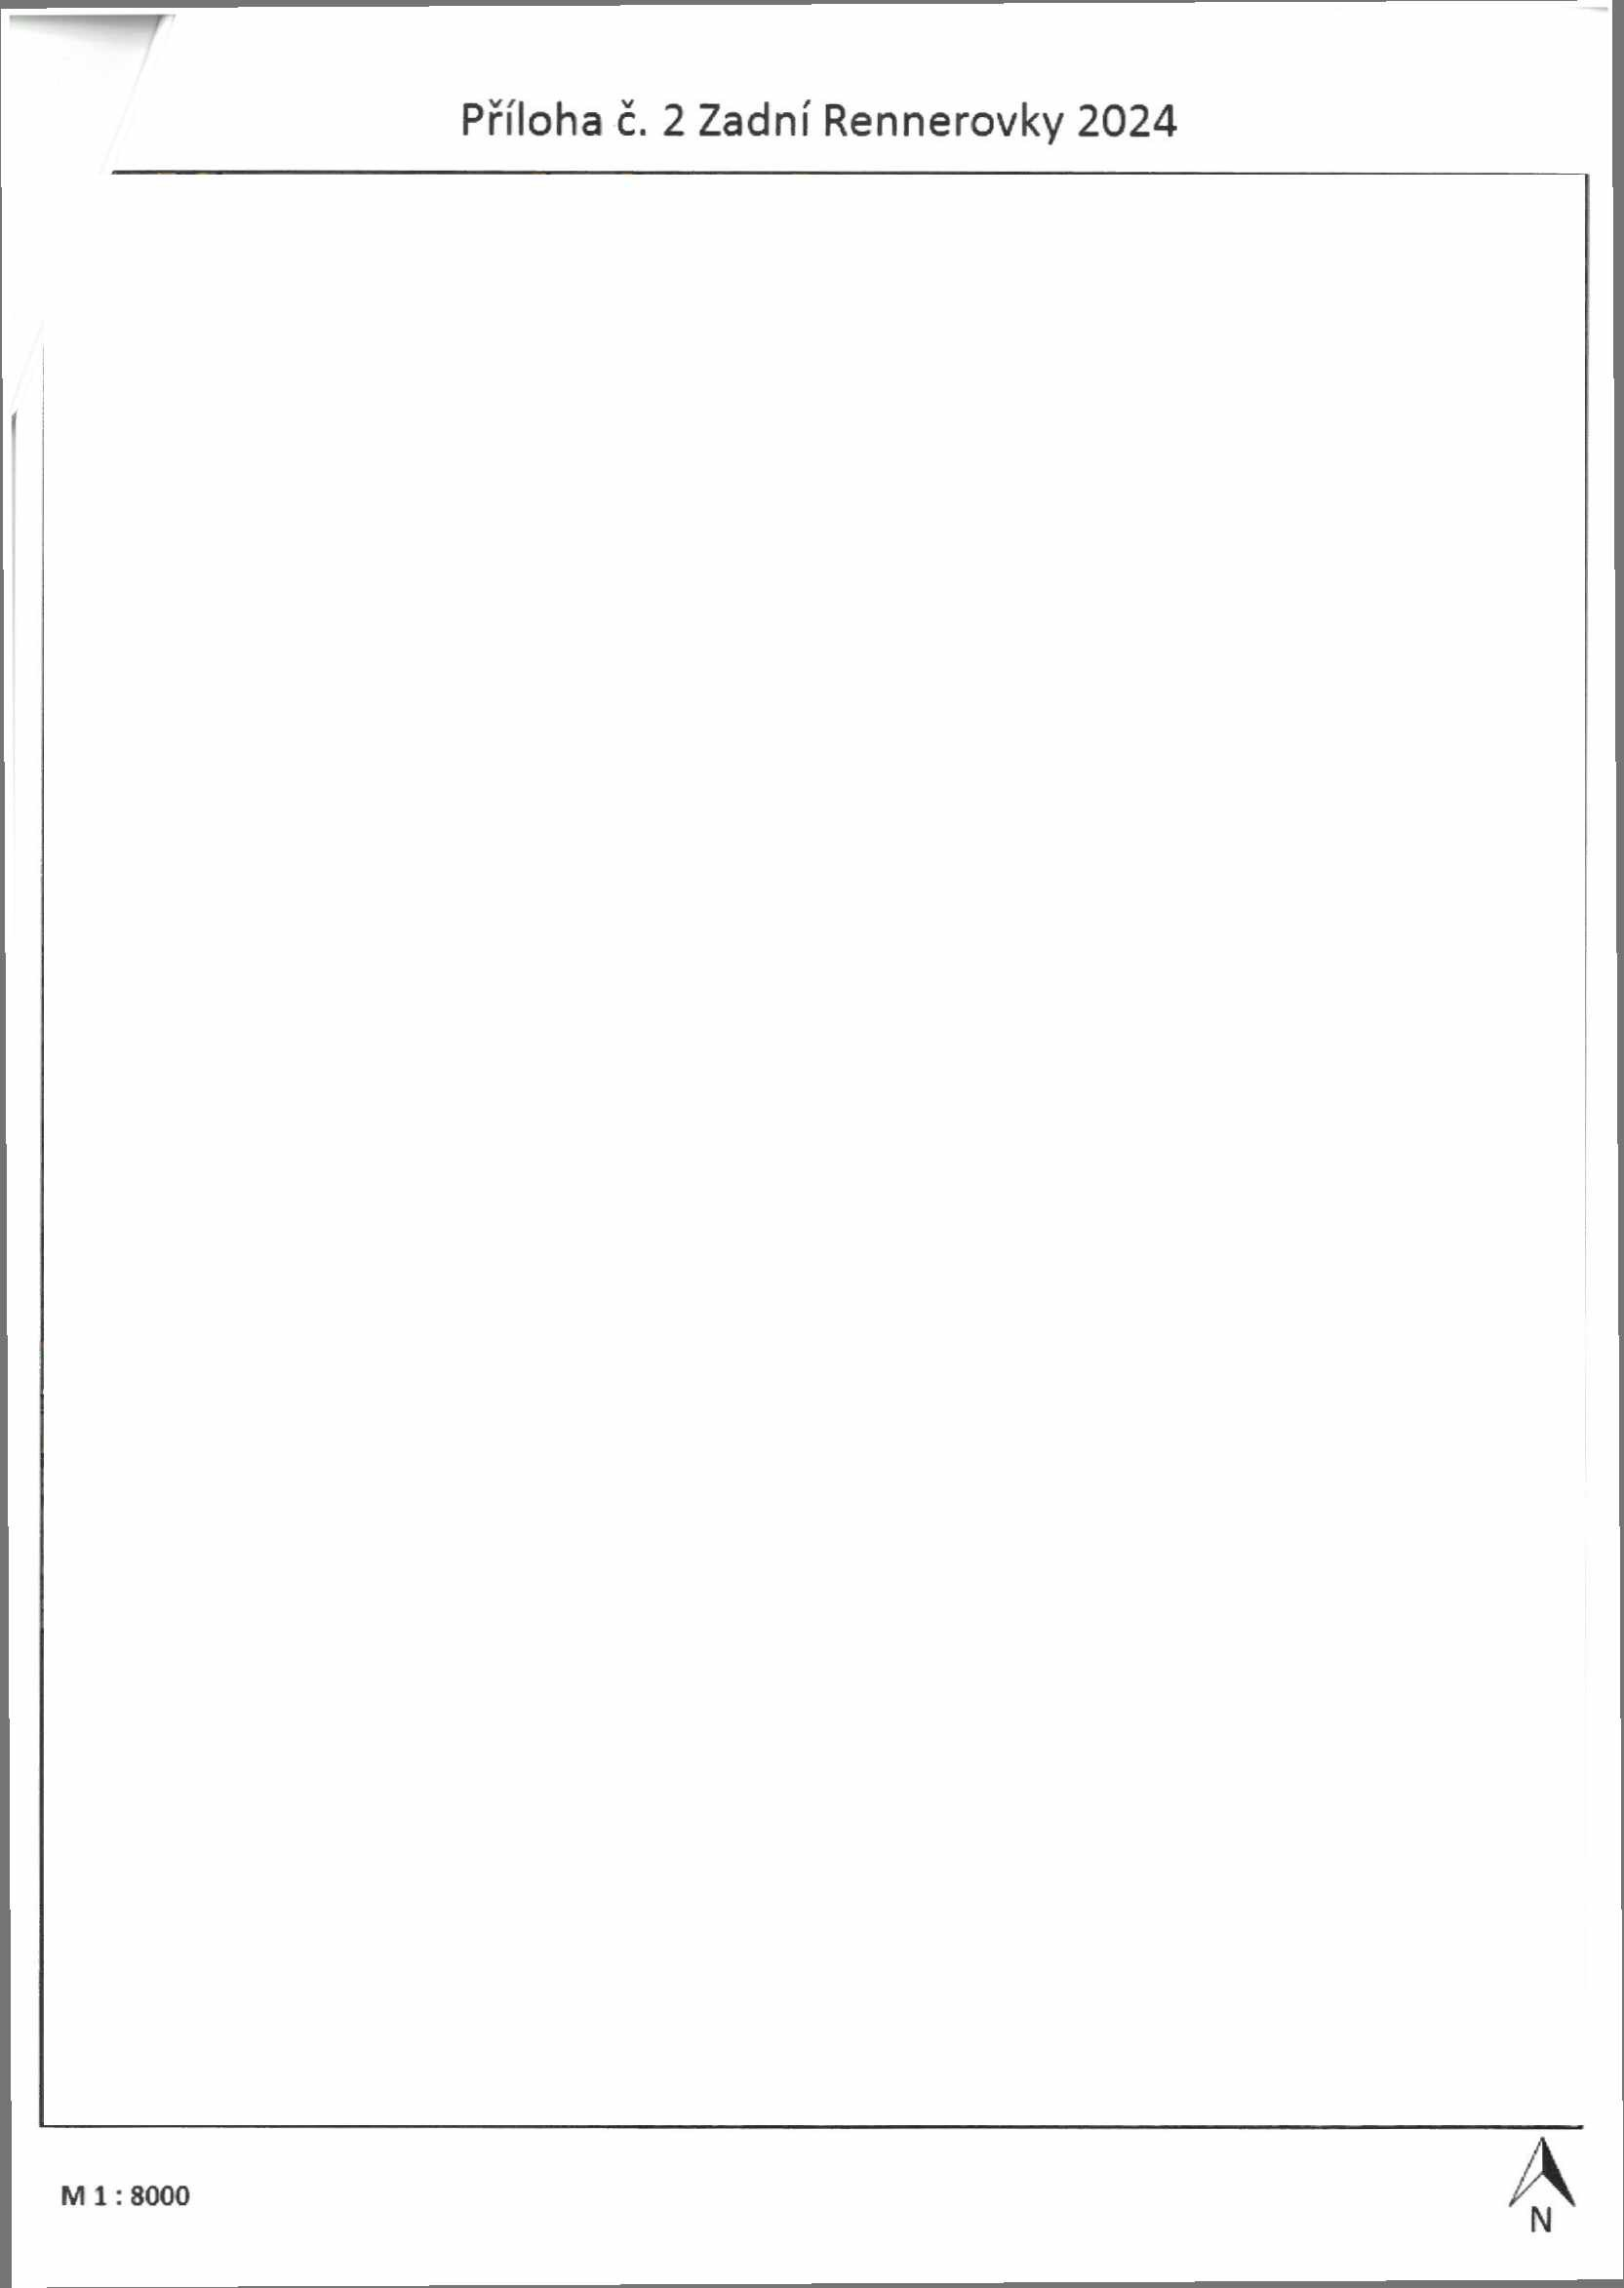 Příloha č. 2 Zadní Rennerovky 2024
M 1 : 8000
N